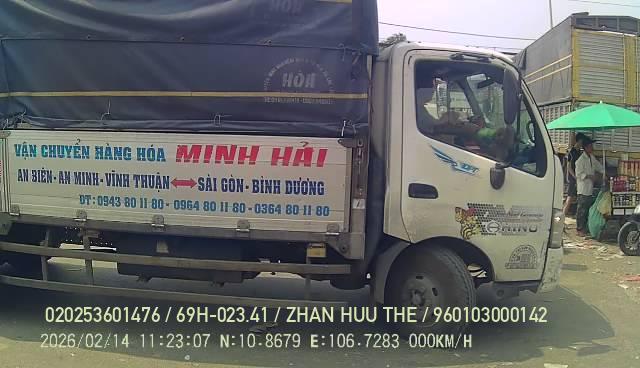 HÒA
HÒA
VẬN CHUYỂN HÀNG HÓA MINH HẢI
AN BIÊN - AN MINH - VĨNH THUẬN SÀI GÒN - BÌNH DƯƠNG
ĐT: 0943 80 11 80 - 0964 80 11 80 - 0364 80 11 80
HINO
020253601476 / 69H-023.41 / ZHAN HUU THE / 960103000142
2026/02/14 11:23:07 N:10.8679 E:106.7283 000KM/H